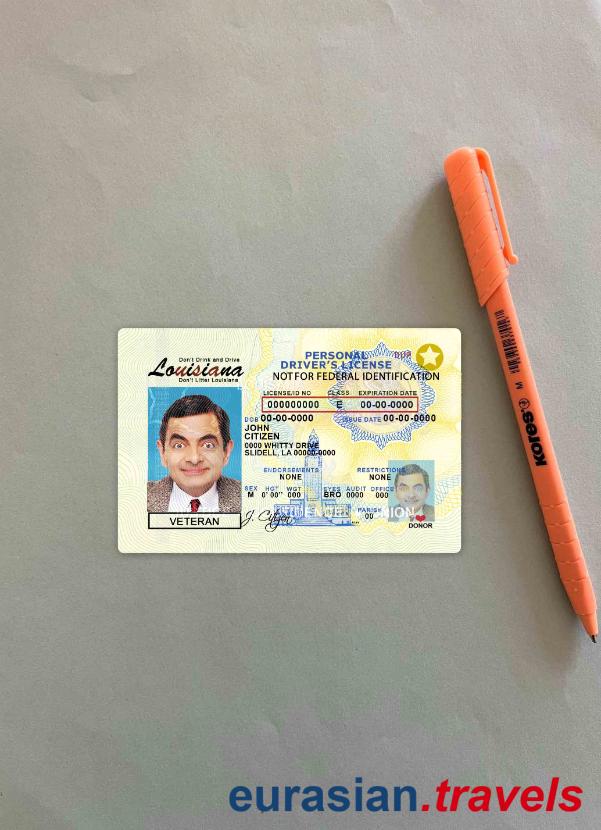 Don't Drink and Drive
Louisiana
Don't Litter Louisiana
PERSONAL
DRIVER'S LICENSE
NOT FOR FEDERAL IDENTIFICATION
LICENSE/ID NO CLASS EXPIRATION DATE
000000000 E 00-00-0000
DOB 00-00-0000 ISSUE DATE 00-00-0000
JOHN
CITIZEN
0000 WHITTY DRIVE
SLIDELL, LA 00000-0000
ENDORSEMENTS RESTRICTIONS
NONE NONE
SEX HGT WGT EYES AUDIT OFFICE
M 0' 00" 000 BRO 0000 000
PARISH
00
VETERAN
J. Citizen
DONOR
kores
M
eurasian.travels